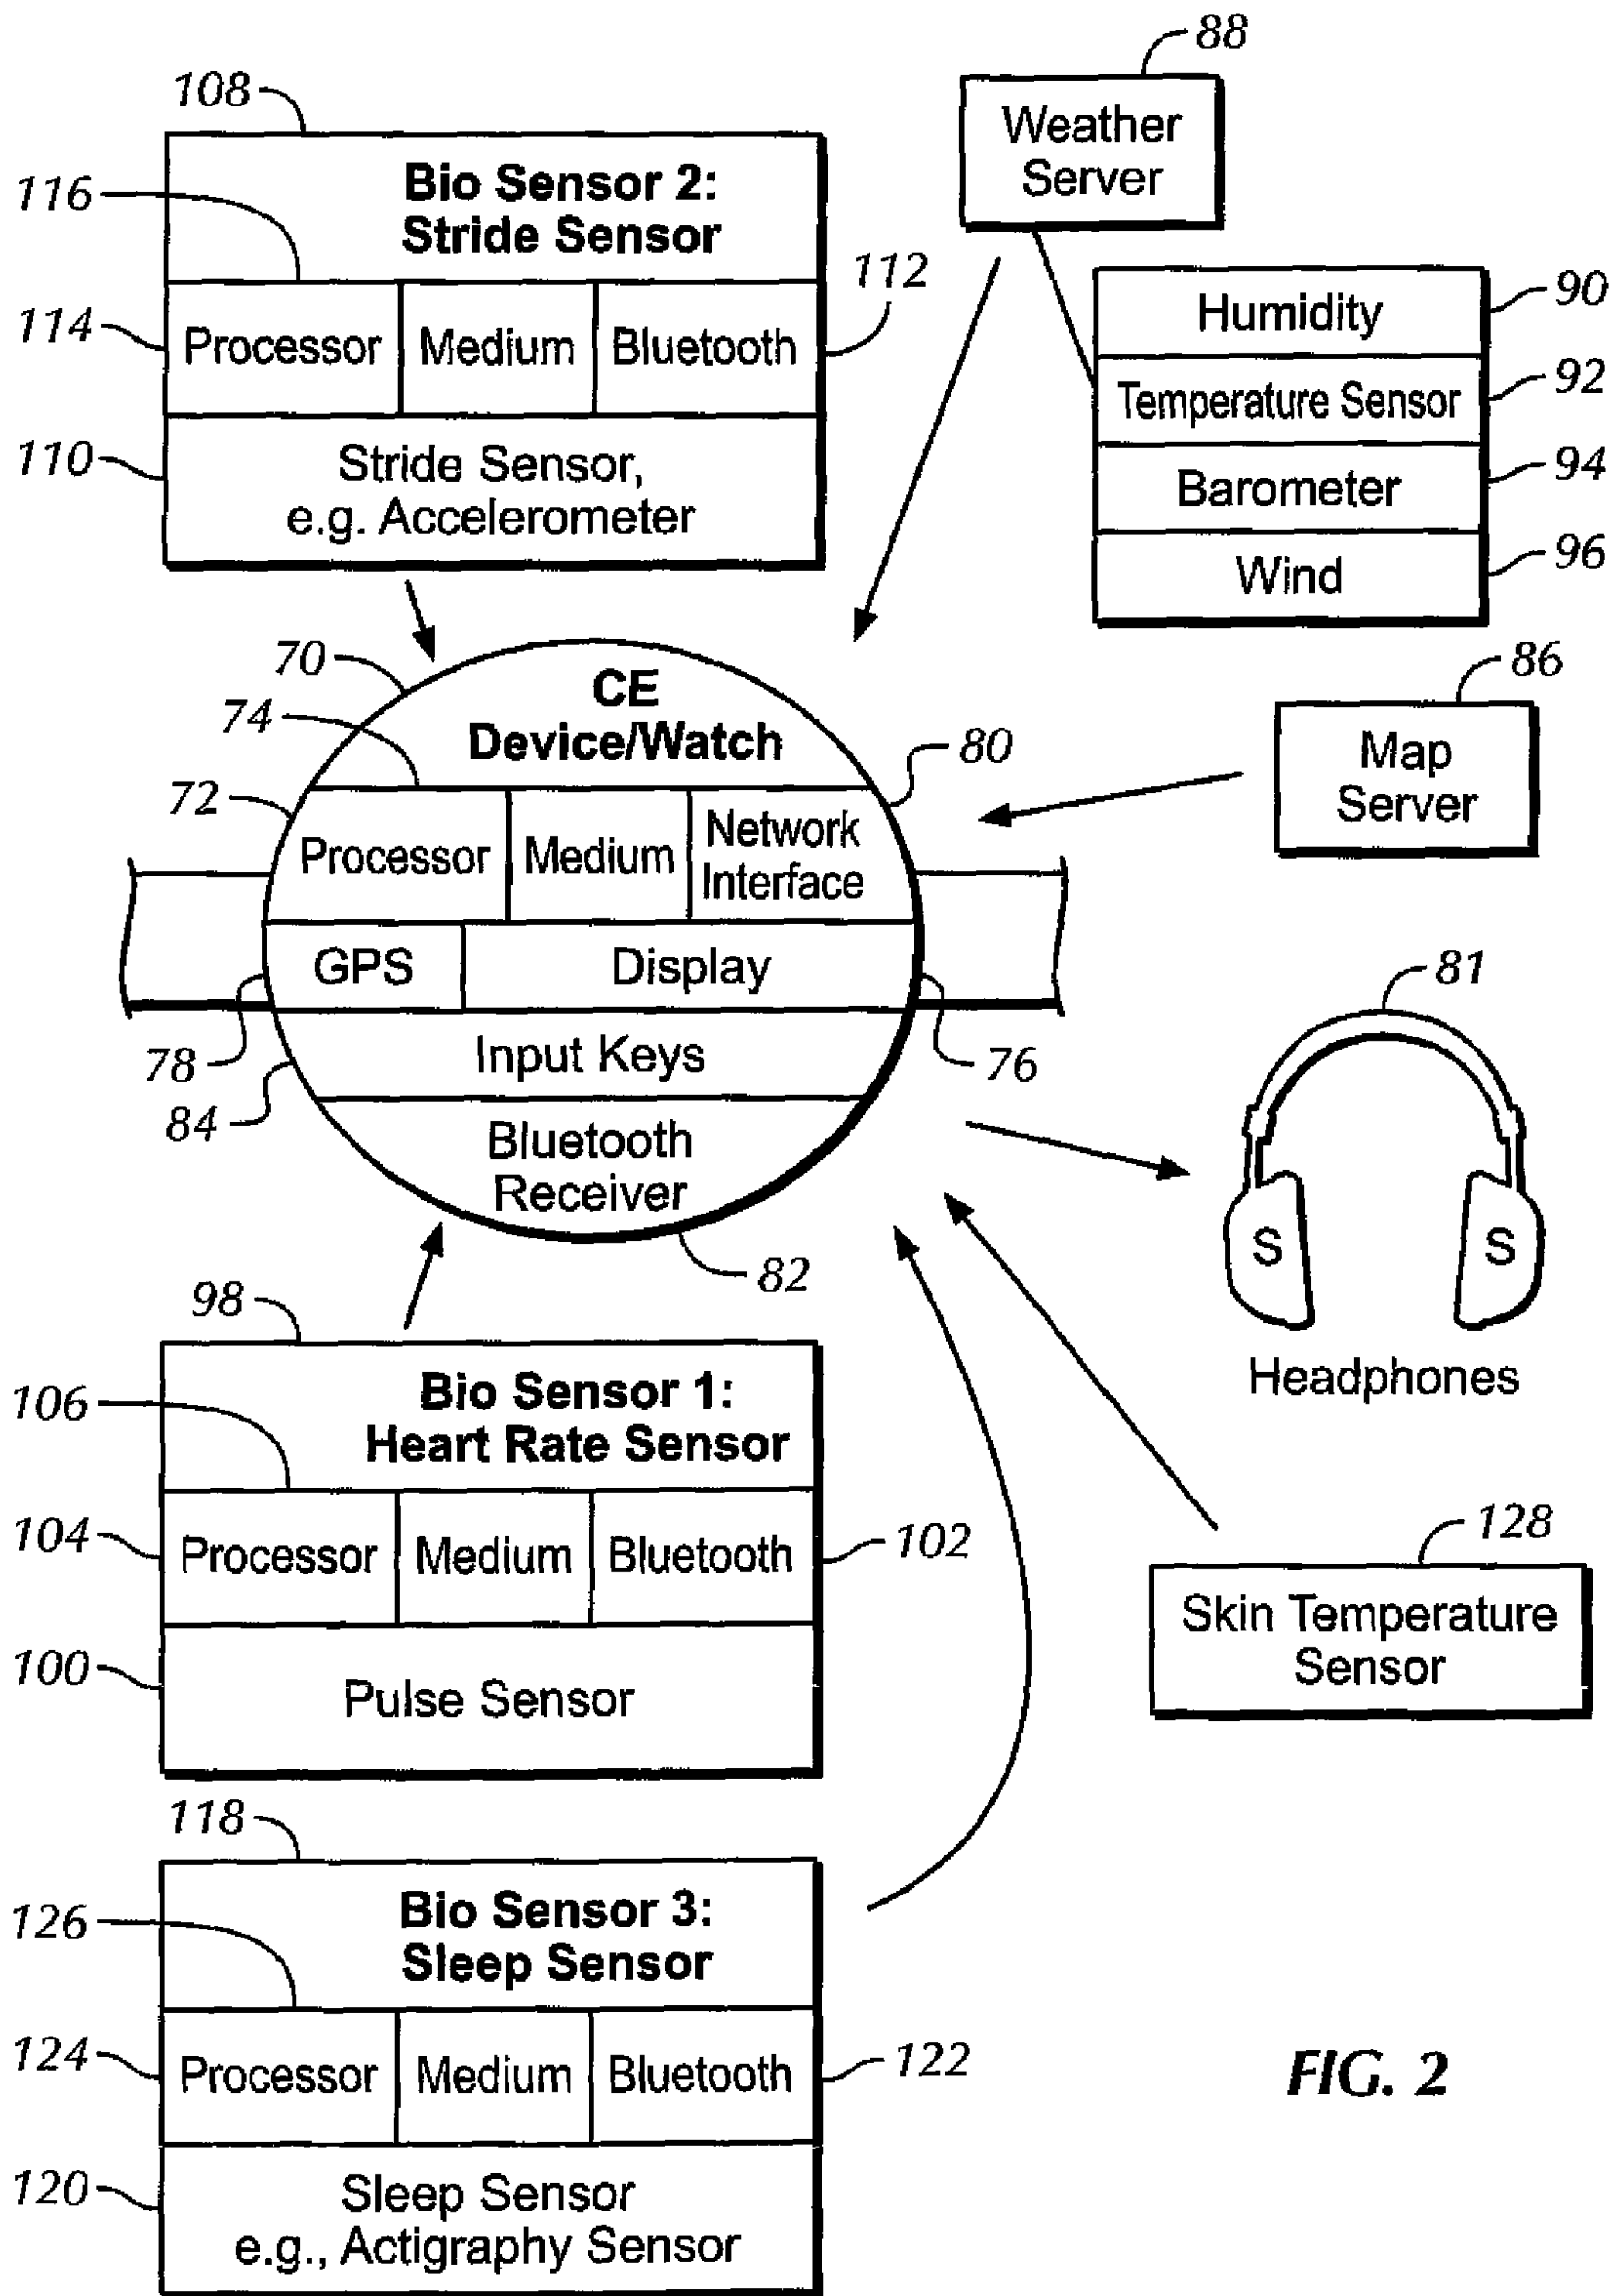 88
Weather
Server
108
Bio Sensor 2:
Stride Sensor
116
114
Processor
Medium
Bluetooth
112
110
Stride Sensor,
e.g. Accelerometer
Humidity
90
Temperature Sensor
92
Barometer
94
Wind
96
70
CE
Device/Watch
74
72
80
Processor
Medium
Network
Interface
GPS
Display
78
76
Input Keys
84
Bluetooth
Receiver
82
86
Map
Server
81
S
S
Headphones
98
Bio Sensor 1:
Heart Rate Sensor
106
104
Processor
Medium
Bluetooth
102
100
Pulse Sensor
128
Skin Temperature
Sensor
118
Bio Sensor 3:
Sleep Sensor
126
124
Processor
Medium
Bluetooth
122
120
Sleep Sensor
e.g., Actigraphy Sensor
FIG. 2